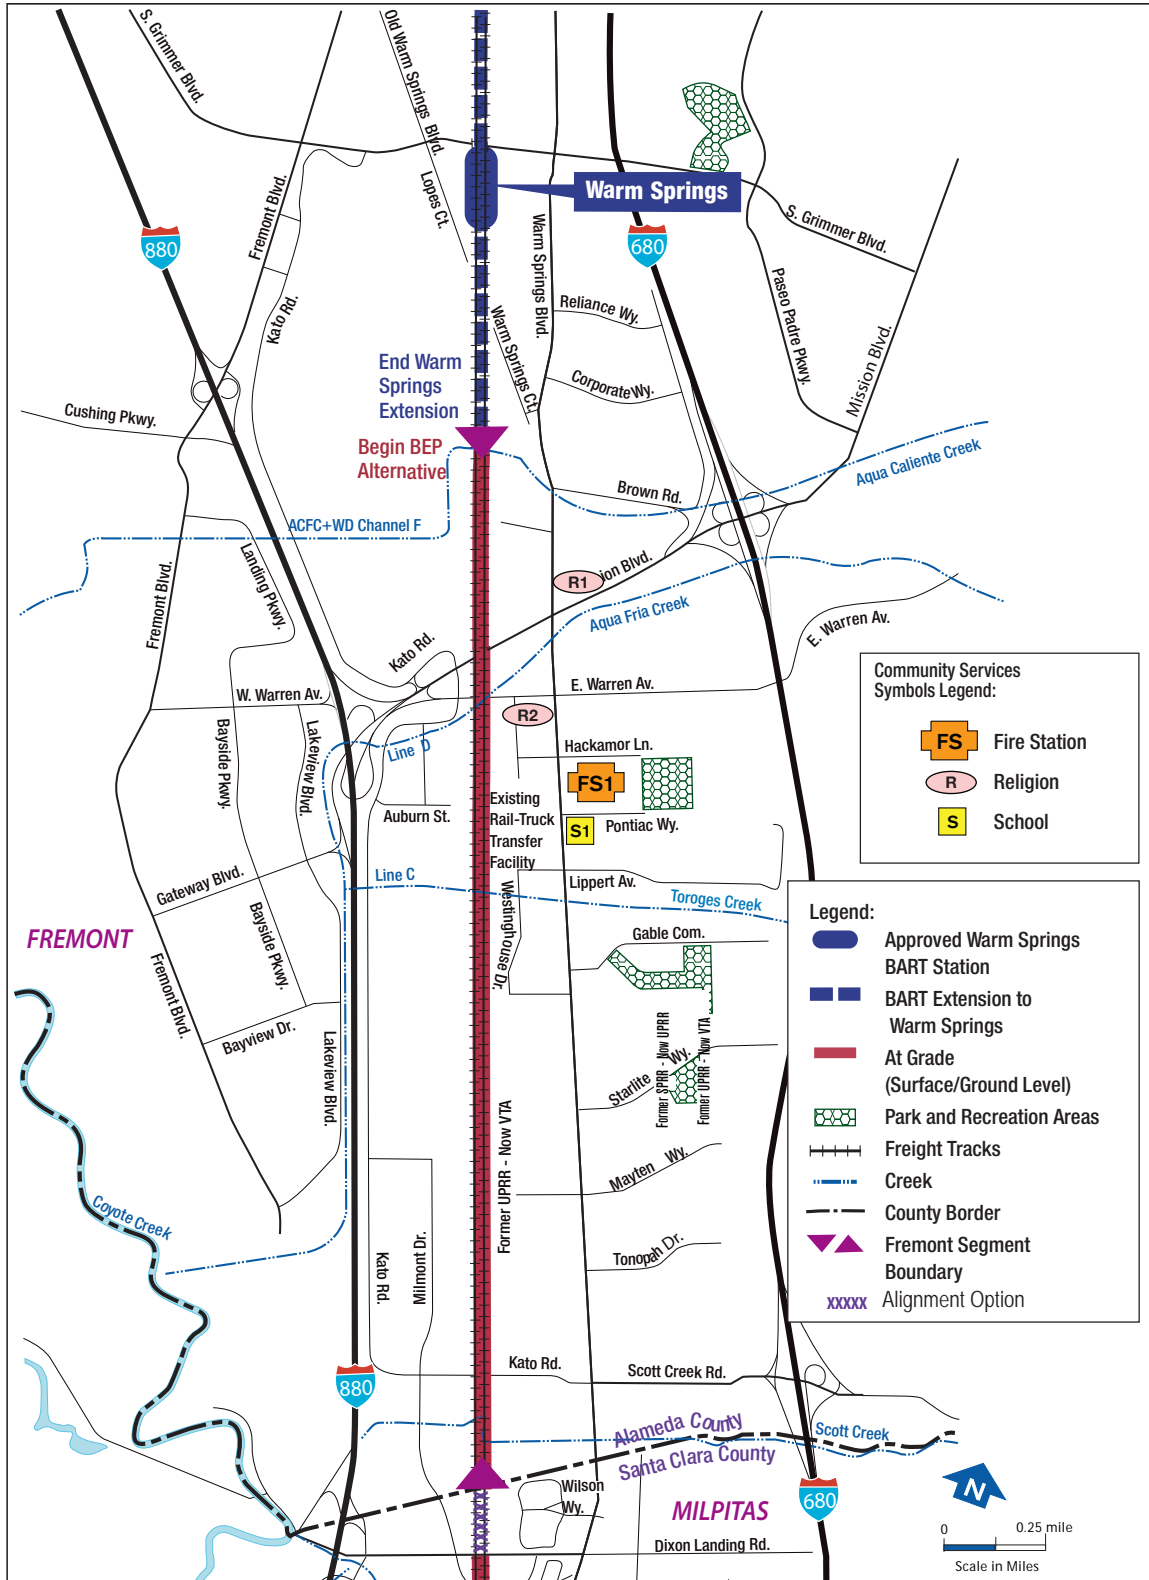 S. Grimmer Blvd.
Old Warm Springs Blvd.
Lopes Ct.
Warm Springs
Fremont Blvd.
880
Kato Rd.
Warm Springs Blvd.
680
S. Grimmer Blvd.
Paseo Padre Pkwy.
Mission Blvd.
Reliance Wy.
Warm Springs Ct.
Corporate Wy.
End Warm
Springs
Extension
Cushing Pkwy.
Begin BEP
Alternative
Aqua Caliente Creek
Brown Rd.
ACFC+WD Channel F
Landing Pkwy.
Fremont Blvd.
R1
ion Blvd.
Aqua Fria Creek
E. Warren Av.
Kato Rd.
W. Warren Av.
E. Warren Av.
R2
Bayside Pkwy.
Lakeview Blvd.
Line D
Hackamor Ln.
FS1
Existing
Rail-Truck
Transfer
Facility
Auburn St.
S1
Pontiac Wy.
Gateway Blvd.
Line C
Lippert Av.
Toroges Creek
Westinghouse Dr.
Bayside Pkwy.
FREMONT
Gable Com.
Fremont Blvd.
Bayview Dr.
Lakeview Blvd.
Starlite Wy.
Former SPRR - Now UPRR
Former UPRR - Now VTA
Former UPRR - Now VTA
Mayten Wy.
Coyote Creek
Kato Rd.
Milmont Dr.
Tonopah Dr.
Kato Rd.
Scott Creek Rd.
880
Alameda County
Santa Clara County
Scott Creek
Wilson
Wy.
MILPITAS
680
Dixon Landing Rd.
Community Services
Symbols Legend:
FS Fire Station
R Religion
S School
Legend:
Approved Warm Springs
BART Station
BART Extension to
Warm Springs
At Grade
(Surface/Ground Level)
Park and Recreation Areas
Freight Tracks
Creek
County Border
Fremont Segment
Boundary
xxxxx Alignment Option
N
0 0.25 mile
Scale in Miles